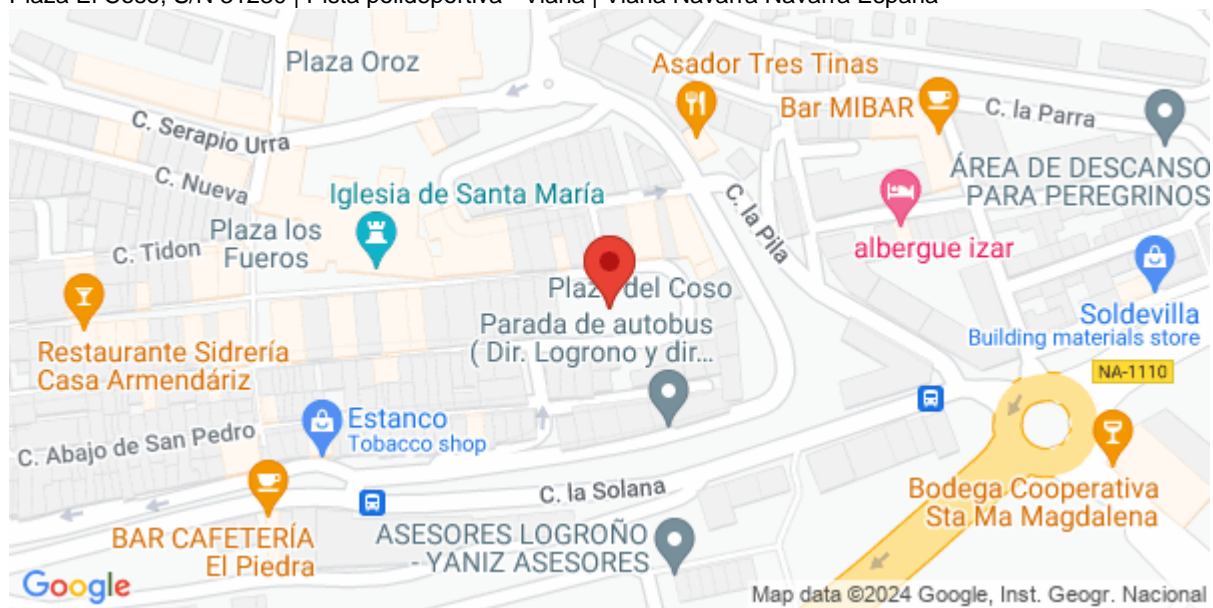 Plaza El Coso, S/N 31230 | Pista polideportiva - Viana | Viana Navarra Navarra España
Plaza Oroz
Asador Tres Tinas
Bar MIBAR
C. la Parra
C. Serapio Urra
C. Nueva
ÁREA DE DESCANSO
PARA PEREGRINOS
Iglesia de Santa María
C. la Pila
Plaza los
Fueros
C. Tidon
albergue izar
Plaza del Coso
Parada de autobus
( Dir. Logrono y dir...
Soldevilla
Building materials store
Restaurante Sidrería
Casa Armendáriz
NA-1110
Estanco
Tobacco shop
C. Abajo de San Pedro
C. la Solana
Bodega Cooperativa
Sta Ma Magdalena
BAR CAFETERÍA
El Piedra
ASESORES LOGROÑO
- YANIZ ASESORES
Google
Map data ©2024 Google, Inst. Geogr. Nacional